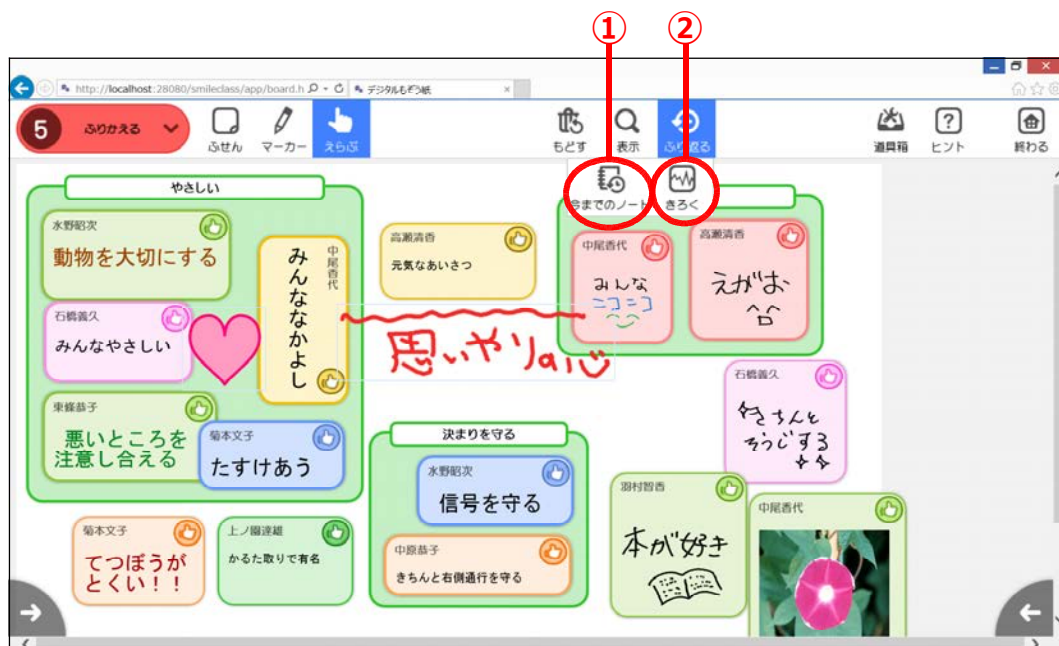 ① ②
http://localhost:28080/smileclass/app/board.h
デジタルもぞう紙
5 ふりかえる
ふせん
マーカー
えらぶ
もどす
表示
ふり返る
道具箱
ヒント
終わる
今までのノート
きろく
やさしい
水野昭次
動物を大切にする
中尾香代
みんななかよし
石橋義久
みんなやさしい
東條恭子
悪いところを
注意し合える
菊本文子
たすけあう
高瀬清香
元気なあいさつ
思いやりの心
中尾香代
みんな
ニコニコ
高瀬清香
えがお
石橋義久
きちんと
そうじする
決まりを守る
水野昭次
信号を守る
中原恭子
きちんと右側通行を守る
菊本文子
てつぼうが
とくい！！
上ノ園達雄
かるた取りで有名
羽村智香
本が好き
中尾香代